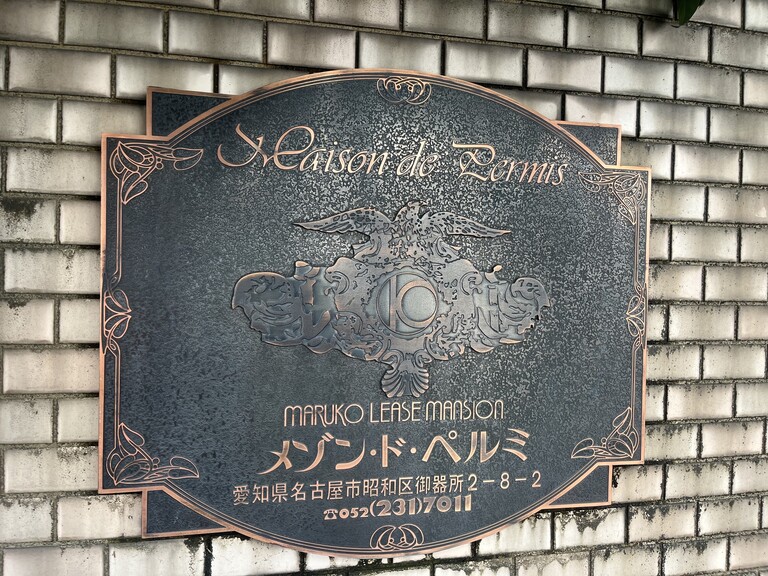 Maison de Permis
MARUKO LEASE MANSION
メゾン・ド・ペルミ
愛知県名古屋市昭和区御器所2-8-2
☎052(231)7011